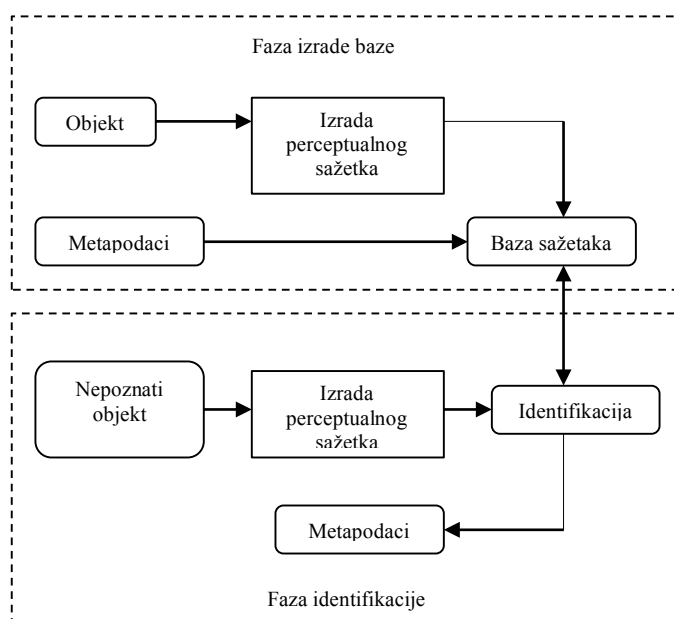 Faza izrade baze
Objekt
Izrada
perceptualnog
sažetka
Metapodaci
Baza sažetaka
Nepoznati
objekt
Izrada
perceptualnog
sažetka
Identifikacija
Metapodaci
Faza identifikacije